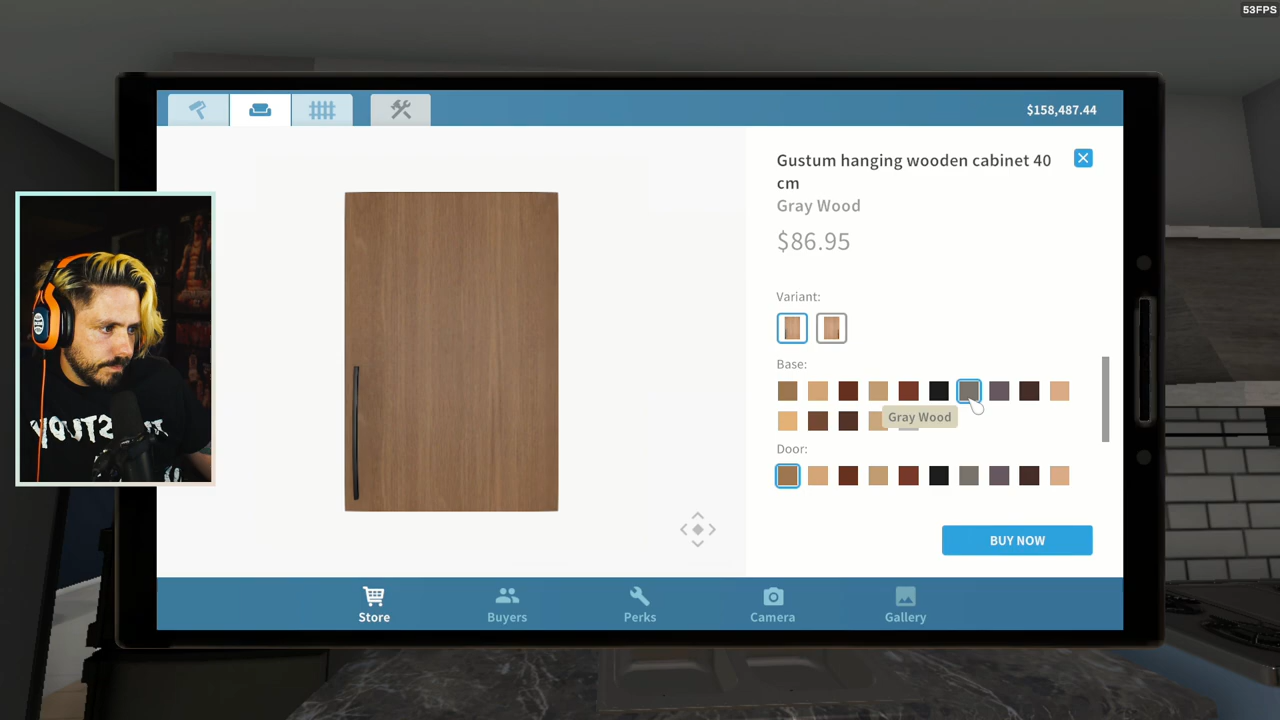 53FPS
$158,487.44
Gustum hanging wooden cabinet 40
cm
Gray Wood
$86.95
Variant:
Base:
Gray Wood
Door:
BUY NOW
Store
Buyers
Perks
Camera
Gallery